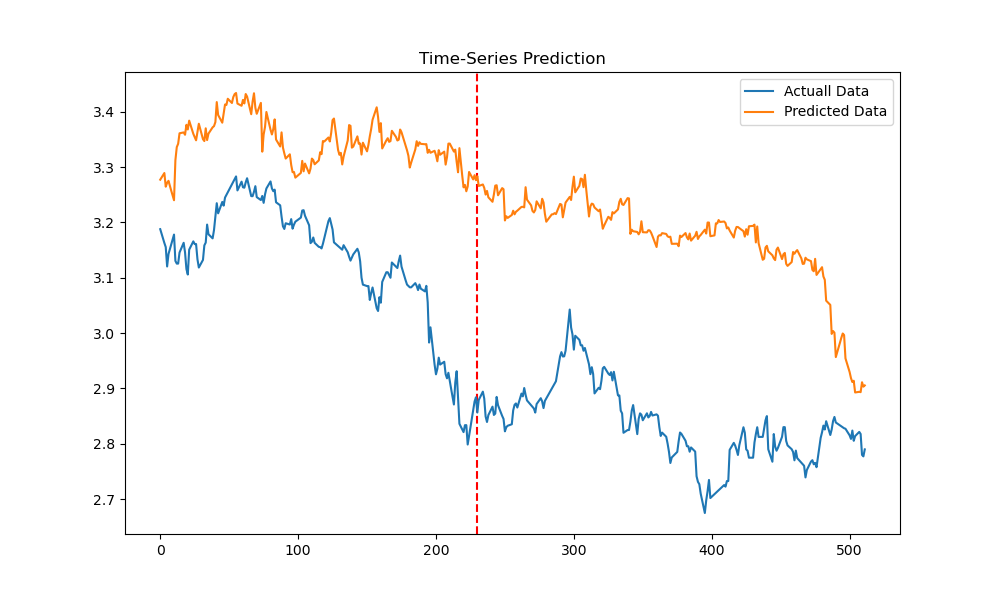 Time-Series Prediction
Actuall Data
Predicted Data
3.4
3.3
3.2
3.1
3.0
2.9
2.8
2.7
0 100 200 300 400 500